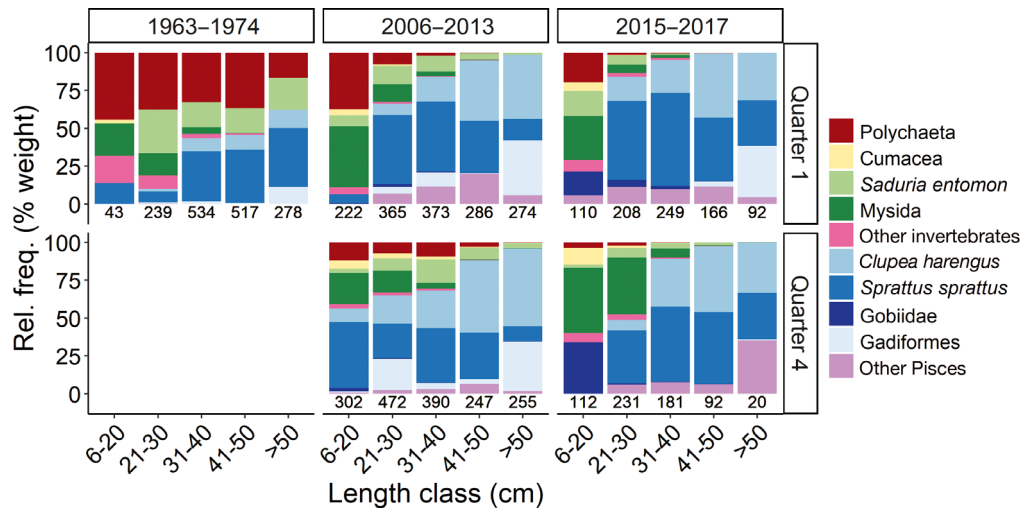 1963–1974 2006–2013 2015–2017
Rel. freq. (% weight)
100
75
50
25
0
43 239 534 517 278
222 365 373 286 274
110 208 249 166 92
Quarter 1
100
75
50
25
0
302 472 390 247 255
112 231 181 92 20
Quarter 4
6-20 21-30 31-40 41-50 >50
6-20 21-30 31-40 41-50 >50
6-20 21-30 31-40 41-50 >50
Length class (cm)
Polychaeta
Cumacea
Saduria entomon
Mysida
Other invertebrates
Clupea harengus
Sprattus sprattus
Gobiidae
Gadiformes
Other Pisces